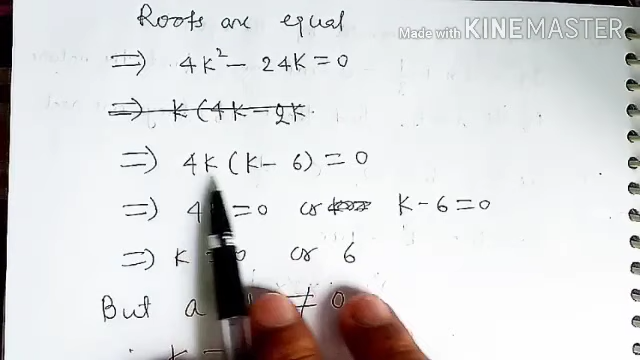 Roots are equal
Made with KINEMASTER
⇒ 4k² - 24k = 0
⇒ k(4k - 2k
⇒ 4k (k - 6) = 0
⇒ 4 = 0 or k - 6 = 0
⇒ k 0 or 6
But a ≠ 0
k